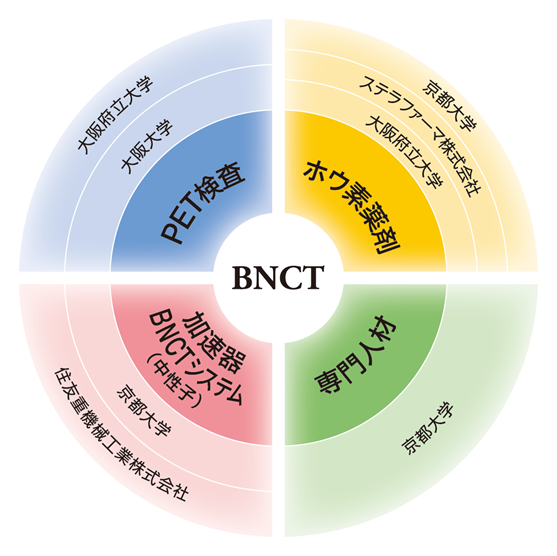 大阪府立大学
大阪大学
PET検査
京都大学
ステラファーマ株式会社
大阪府立大学
ホウ素薬剤
BNCT
加速器
BNCTシステム
(中性子)
京都大学
住友重機械工業株式会社
専門人材
京都大学